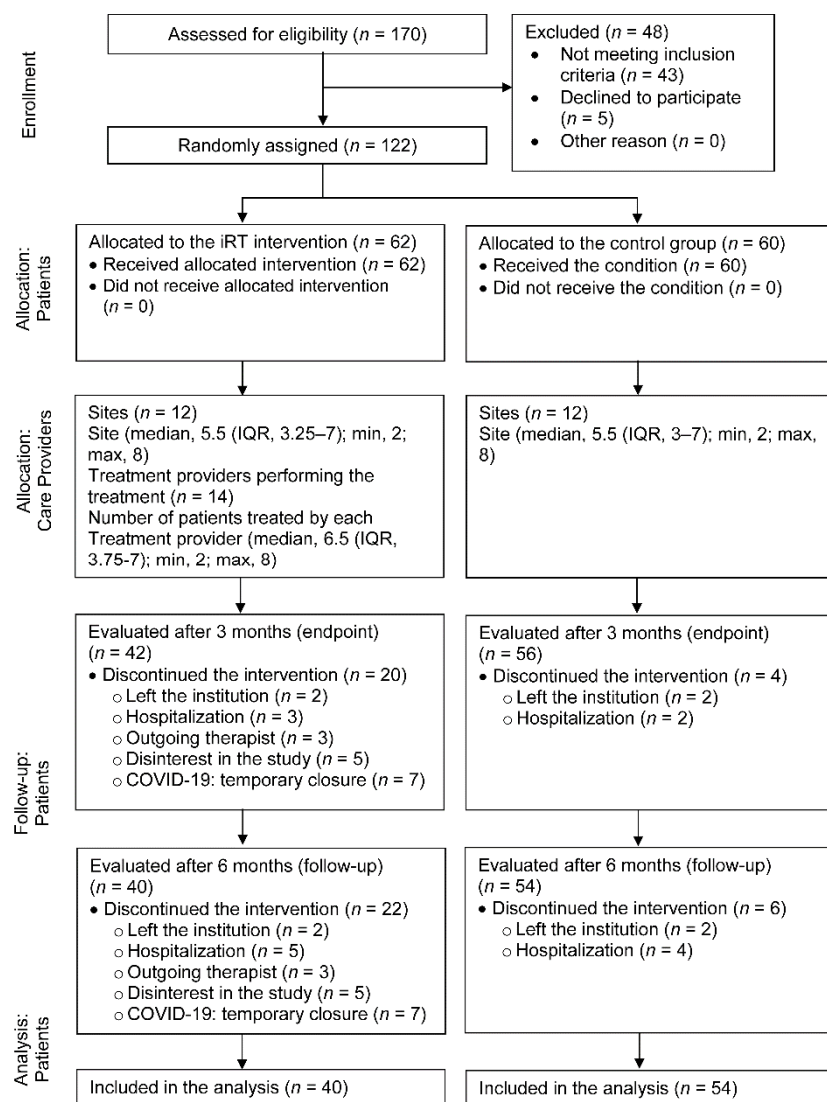 Enrollment
Assessed for eligibility (n = 170)
Excluded (n = 48)
• Not meeting inclusion
criteria (n = 43)
• Declined to participate
(n = 5)
• Other reason (n = 0)
Randomly assigned (n = 122)
Allocation:
Patients
Allocated to the iRT intervention (n = 62)
• Received allocated intervention (n = 62)
• Did not receive allocated intervention
(n = 0)
Allocated to the control group (n = 60)
• Received the condition (n = 60)
• Did not receive the condition (n = 0)
Allocation:
Care Providers
Sites (n = 12)
Site (median, 5.5 (IQR, 3.25–7); min, 2;
max, 8)
Treatment providers performing the
treatment (n = 14)
Number of patients treated by each
Treatment provider (median, 6.5 (IQR,
3.75-7); min, 2; max, 8)
Sites (n = 12)
Site (median, 5.5 (IQR, 3–7); min, 2; max,
8)
Follow-up:
Patients
Evaluated after 3 months (endpoint)
(n = 42)
• Discontinued the intervention (n = 20)
○ Left the institution (n = 2)
○ Hospitalization (n = 3)
○ Outgoing therapist (n = 3)
○ Disinterest in the study (n = 5)
○ COVID-19: temporary closure (n = 7)
Evaluated after 3 months (endpoint)
(n = 56)
• Discontinued the intervention (n = 4)
○ Left the institution (n = 2)
○ Hospitalization (n = 2)
Evaluated after 6 months (follow-up)
(n = 40)
• Discontinued the intervention (n = 22)
○ Left the institution (n = 2)
○ Hospitalization (n = 5)
○ Outgoing therapist (n = 3)
○ Disinterest in the study (n = 5)
○ COVID-19: temporary closure (n = 7)
Evaluated after 6 months (follow-up)
(n = 54)
• Discontinued the intervention (n = 6)
○ Left the institution (n = 2)
○ Hospitalization (n = 4)
Analysis:
Patients
Included in the analysis (n = 40)
Included in the analysis (n = 54)